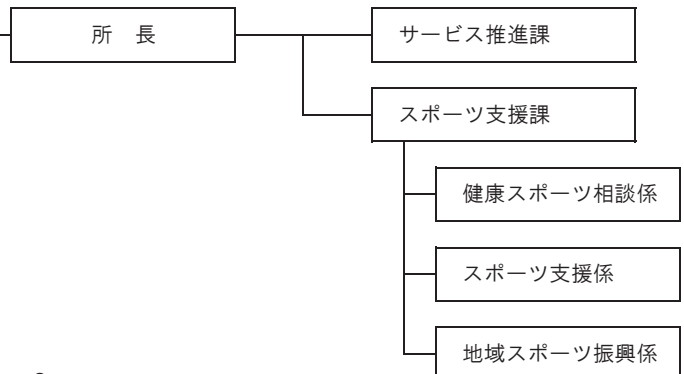 所　長
サービス推進課
スポーツ支援課
健康スポーツ相談係
スポーツ支援係
地域スポーツ振興係